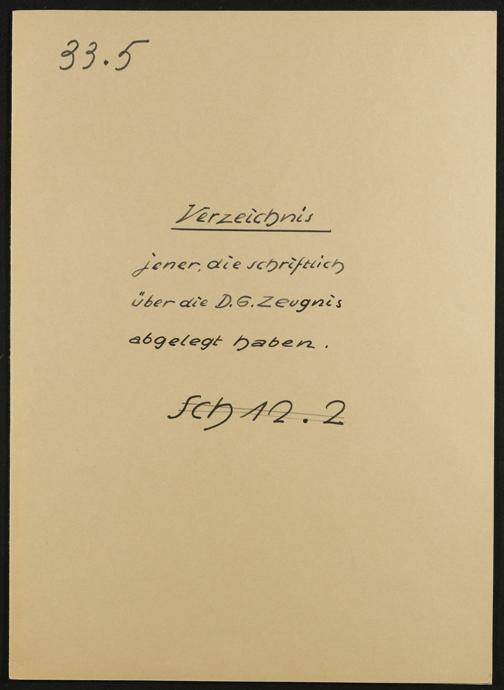 33.5
Verzeichnis
jener, die schriftlich
über die D.G. Zeugnis
abgelegt haben.
Sch 12.2